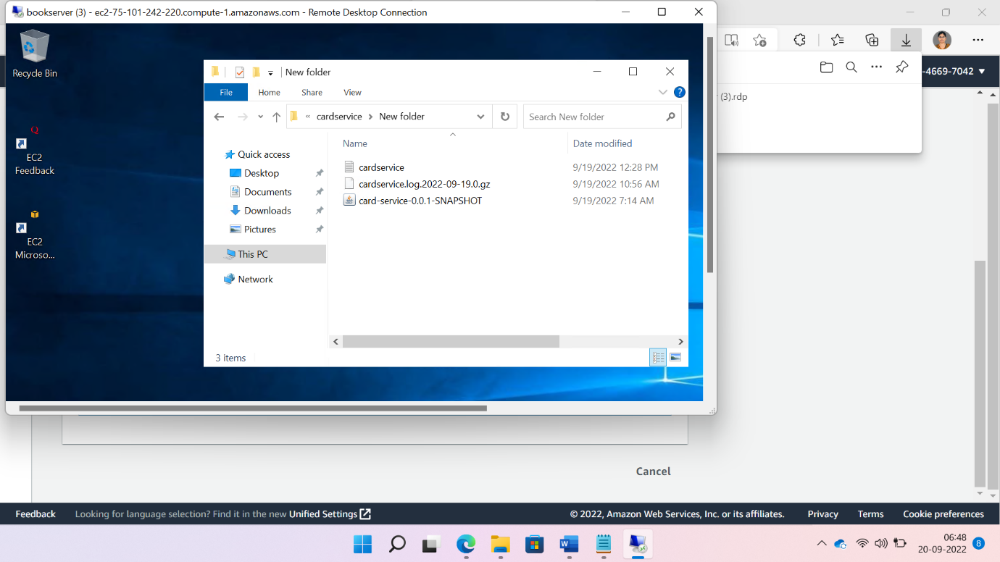 bookserver (3) - ec2-75-101-242-220.compute-1.amazonaws.com - Remote Desktop Connection
Recycle Bin
EC2
Feedback
EC2
Microso...
New folder
File Home Share View
« cardservice > New folder
Search New folder
Name Date modified
Quick access
Desktop
Documents
Downloads
Pictures
This PC
Network
cardservice 9/19/2022 12:28 PM
cardservice.log.2022-09-19.0.gz 9/19/2022 10:56 AM
card-service-0.0.1-SNAPSHOT 9/19/2022 7:14 AM
3 items
-4669-7042
(3).rdp
Cancel
Feedback Looking for language selection? Find it in the new Unified Settings
© 2022, Amazon Web Services, Inc. or its affiliates. Privacy Terms Cookie preferences
06:48
20-09-2022
8